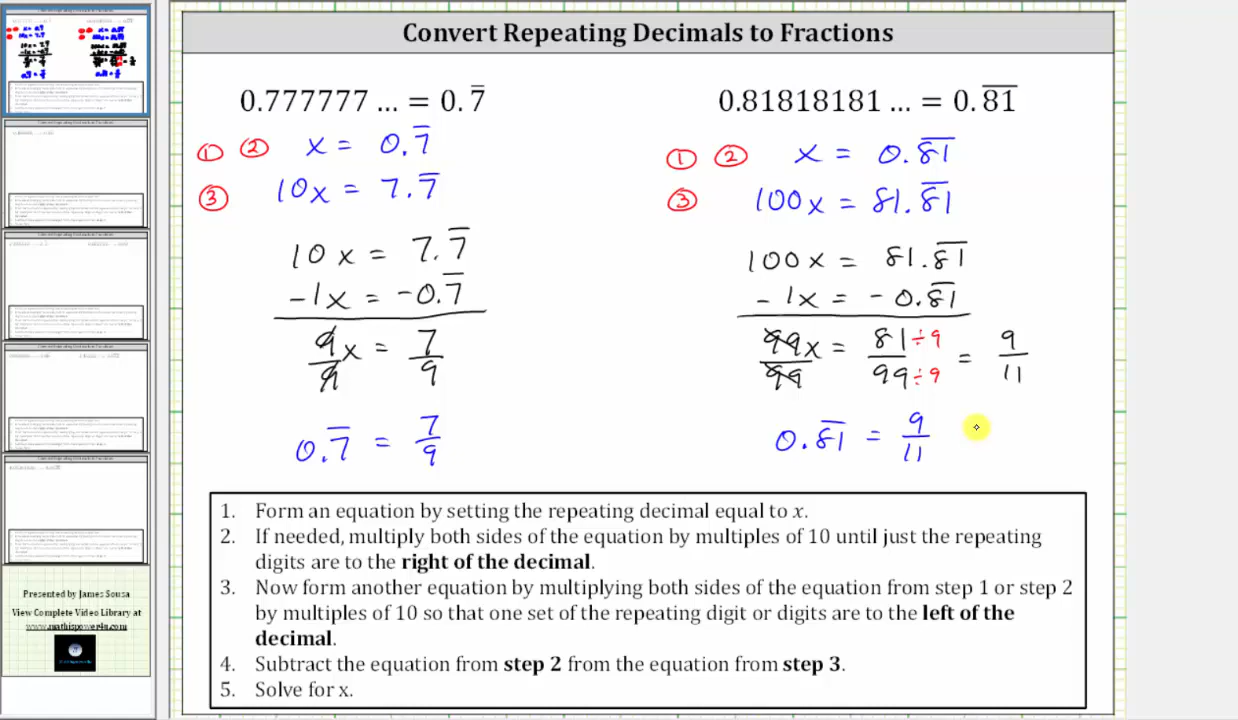 Convert Repeating Decimals to Fractions
0.777777 ... = 0.7̅
① ② x = 0.7̅
③ 10x = 7.7̅
10x = 7.7̅
-1x = -0.7̅
9/9 x = 7/9
0.7̅ = 7/9
0.81818181 ... = 0.8̅1̅
① ② x = 0.8̅1̅
③ 100x = 81.8̅1̅
100x = 81.8̅1̅
-1x = -0.8̅1̅
99x/99 = 81÷9/99÷9 = 9/11
0.8̅1̅ = 9/11
1. Form an equation by setting the repeating decimal equal to x.
2. If needed, multiply both sides of the equation by multiples of 10 until just the repeating
digits are to the right of the decimal.
3. Now form another equation by multiplying both sides of the equation from step 1 or step 2
by multiples of 10 so that one set of the repeating digit or digits are to the left of the
decimal.
4. Subtract the equation from step 2 from the equation from step 3.
5. Solve for x.
Presented by James Sousa
View Complete Video Library at
www.mathispower4u.com